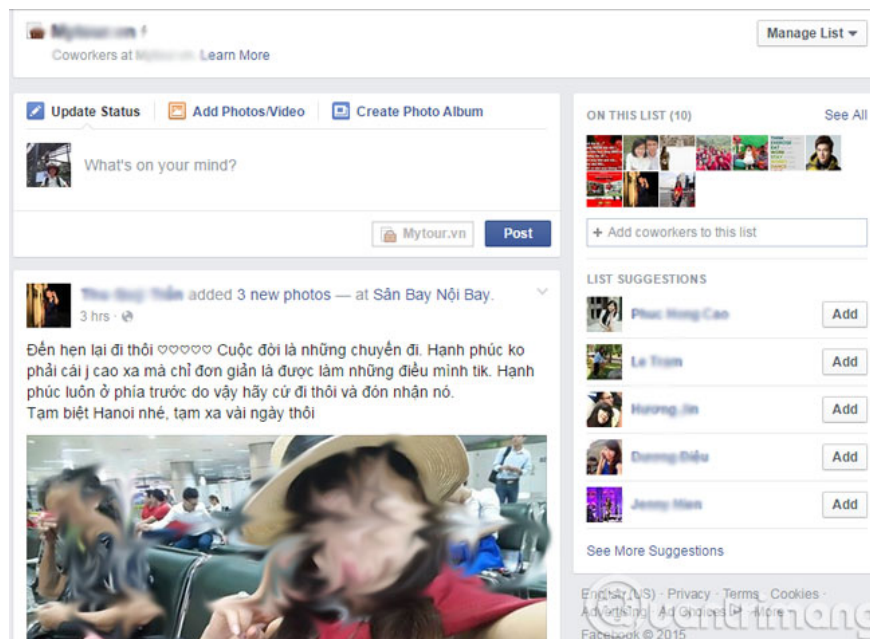 Coworkers at Learn More
Manage List
Update Status
Add Photos/Video
Create Photo Album
What's on your mind?
Mytour.vn
Post
added 3 new photos — at Sân Bay Nội Bay.
3 hrs ·
Đến hẹn lại đi thôi ♡♡♡♡♡ Cuộc đời là những chuyến đi. Hạnh phúc ko
phải cái j cao xa mà chỉ đơn giản là được làm những điều mình tik. Hạnh
phúc luôn ở phía trước do vậy hãy cứ đi thôi và đón nhận nó.
Tạm biệt Hanoi nhé, tạm xa vài ngày thôi
ON THIS LIST (10)
See All
THINK
EXERCISE
EAT
WORK
STAY
+ Add coworkers to this list
LIST SUGGESTIONS
Add
Add
Add
Add
Add
See More Suggestions
English (US) · Privacy · Terms · Cookies ·
Advertising · Ad Choices · More
Facebook © 2015
quantrimang